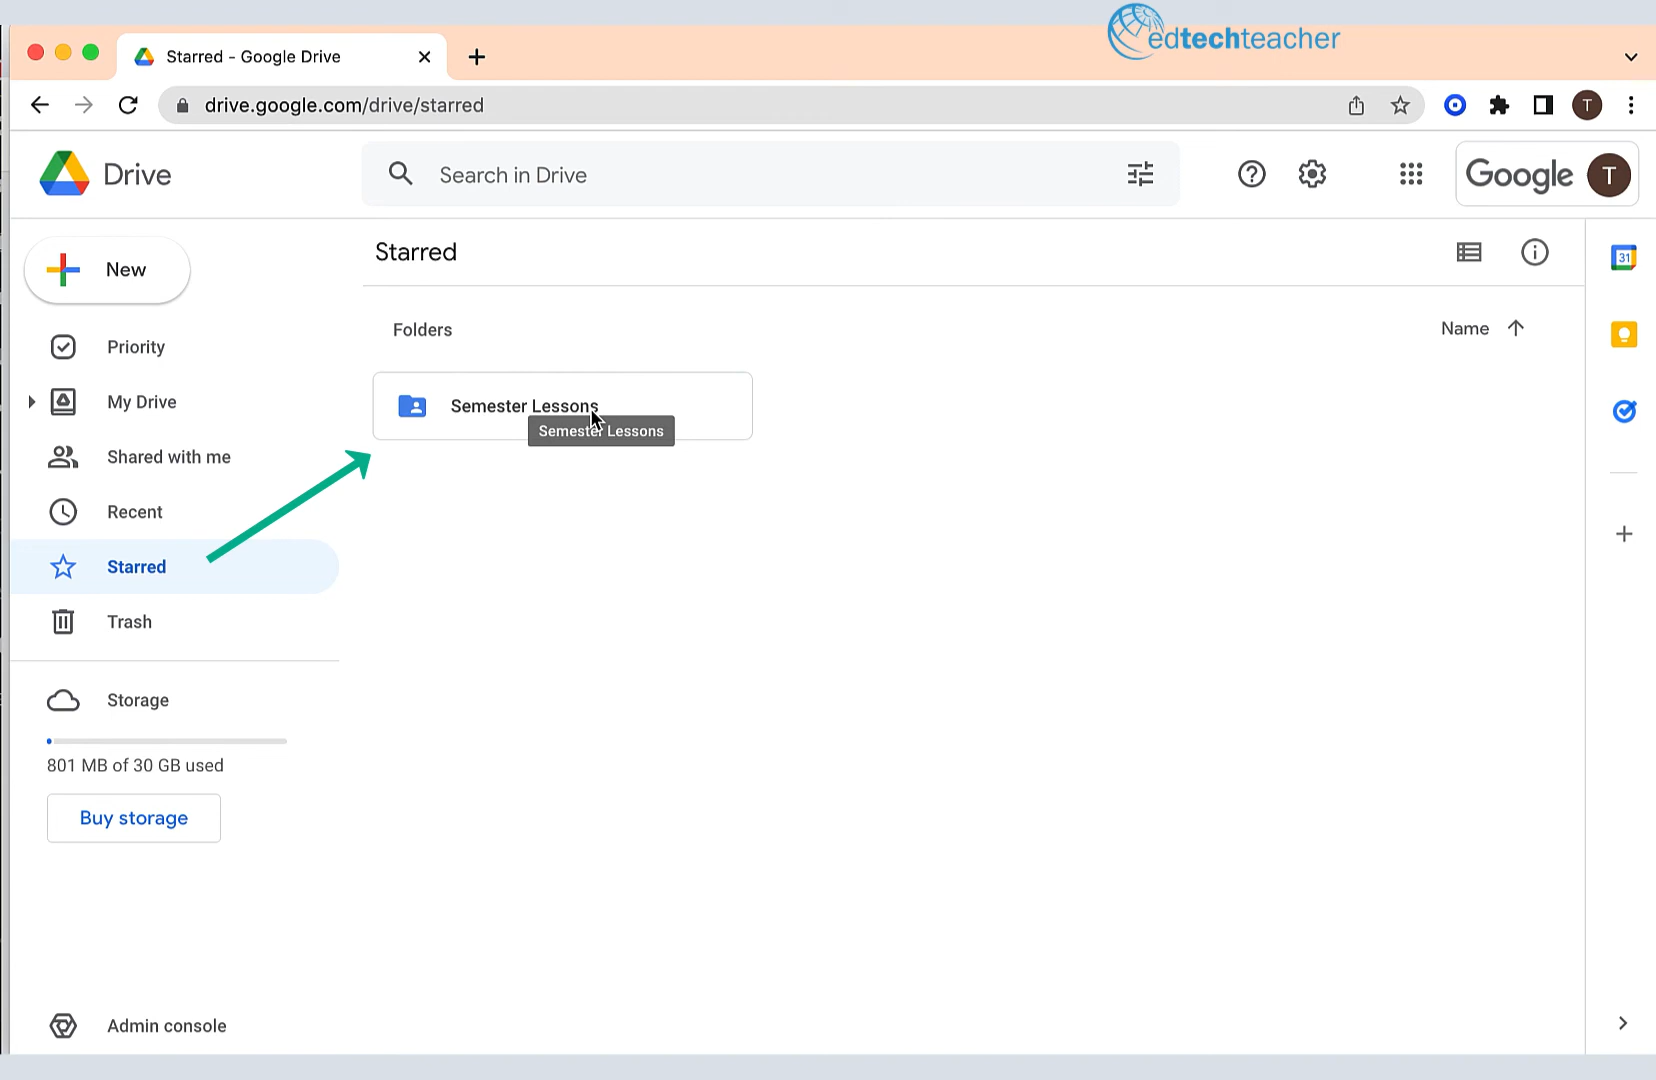 edtechteacher
Starred - Google Drive
drive.google.com/drive/starred
T
Drive
Search in Drive
Google
T
New
Starred
31
Folders
Name
Priority
My Drive
Semester Lessons
Semester Lessons
Shared with me
Recent
Starred
Trash
Storage
801 MB of 30 GB used
Buy storage
Admin console